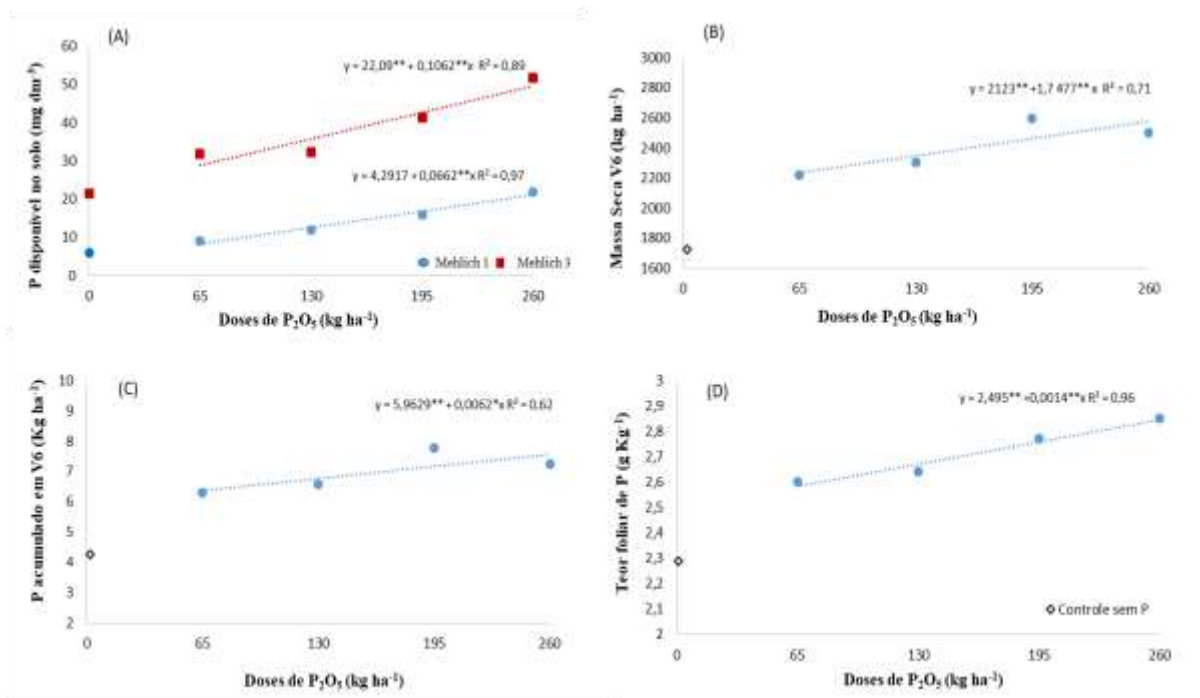 (A)
P disponível no solo (mg dm⁻³)
60
50
40
30
20
10
0
y = 22,09** + 0,1062**x R² = 0,89
y = 4,2917 + 0,0662**x R² = 0,97
Mehlich 1 Mehlich 3
0 65 130 195 260
Doses de P₂O₅ (kg ha⁻¹)
(B)
Massa Seca V6 (kg ha⁻¹)
3000
2800
2600
2400
2200
2000
1800
1600
y = 2123** +1,7477** x R² = 0,71
0 65 130 195 260
Doses de P₂O₅ (kg ha⁻¹)
(C)
P acumulado em V6 (Kg ha⁻¹)
10
9
8
7
6
5
4
3
2
y = 5,9629** + 0,0062*x R² = 0,62
0 65 130 195 260
Doses de P₂O₅ (kg ha⁻¹)
(D)
Teor foliar de P (g Kg⁻¹)
3
2,9
2,8
2,7
2,6
2,5
2,4
2,3
2,2
2,1
2
y = 2,495** +0,0014**x R² = 0,96
Controle sem P
0 65 130 195 260
Doses de P₂O₅ (kg ha⁻¹)